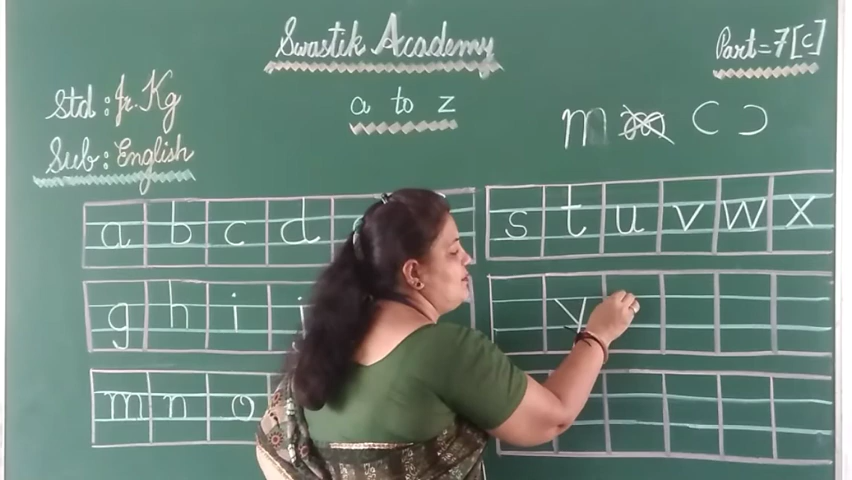 Swastik Academy
Part = 7 [c]
Std : Jr. Kg
a to z
Sub : English
m c
a b c d
s t u v w x
g h i
y
m n o